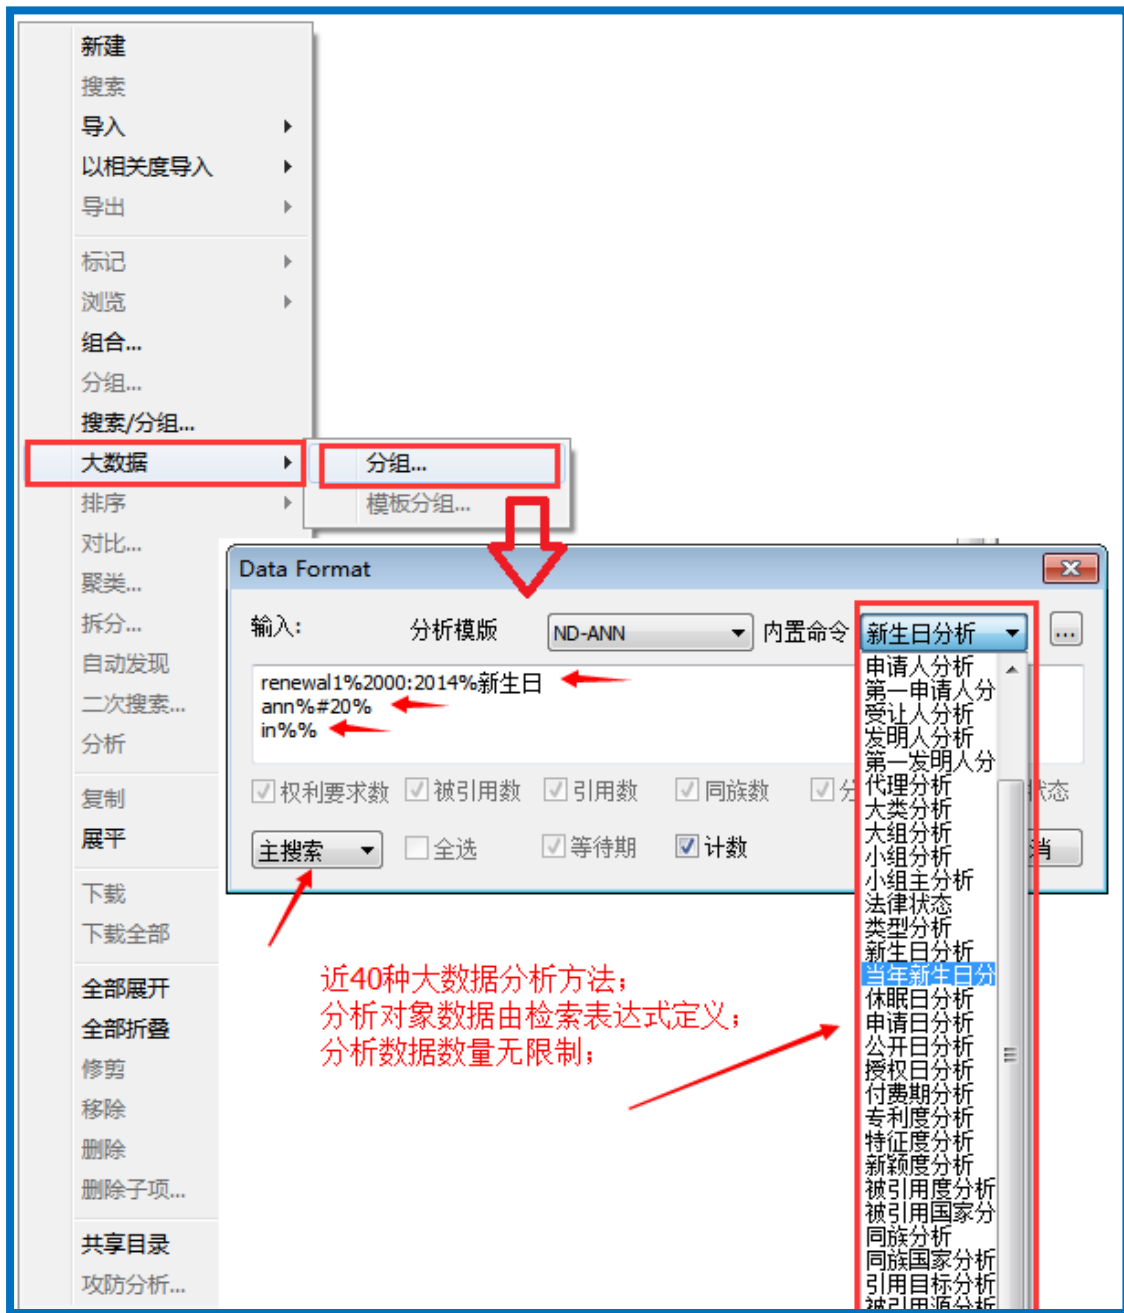 新建
搜索
导入
以相关度导入
导出
标记
浏览
组合...
分组...
搜索/分组...
大数据
分组...
排序
模板分组...
对比...
聚类...
拆分...
自动发现
二次搜索...
分析
复制
展平
下载
下载全部
全部展开
全部折叠
修剪
移除
删除
删除子项...
共享目录
攻防分析...
Data Format
输入:
分析模版
ND-ANN
内置命令
新生日分析
...
renewal1%2000:2014%新生日
ann%#20%
in%%
权利要求数
被引用数
引用数
同族数
分
状态
主搜索
全选
等待期
计数
消
申请人分析
第一申请人分
受让人分析
发明人分析
第一发明人分
代理分析
大类分析
大组分析
小组分析
小组主分析
法律状态
类型分析
新生日分析
当年新生日分
休眠日分析
申请日分析
公开日分析
授权日分析
付费期分析
专利度分析
特征度分析
新颖度分析
被引用度分析
被引用国家分
同族分析
同族国家分析
引用目标分析
被引用源分析
近40种大数据分析方法；
分析对象数据由检索表达式定义；
分析数据数量无限制；